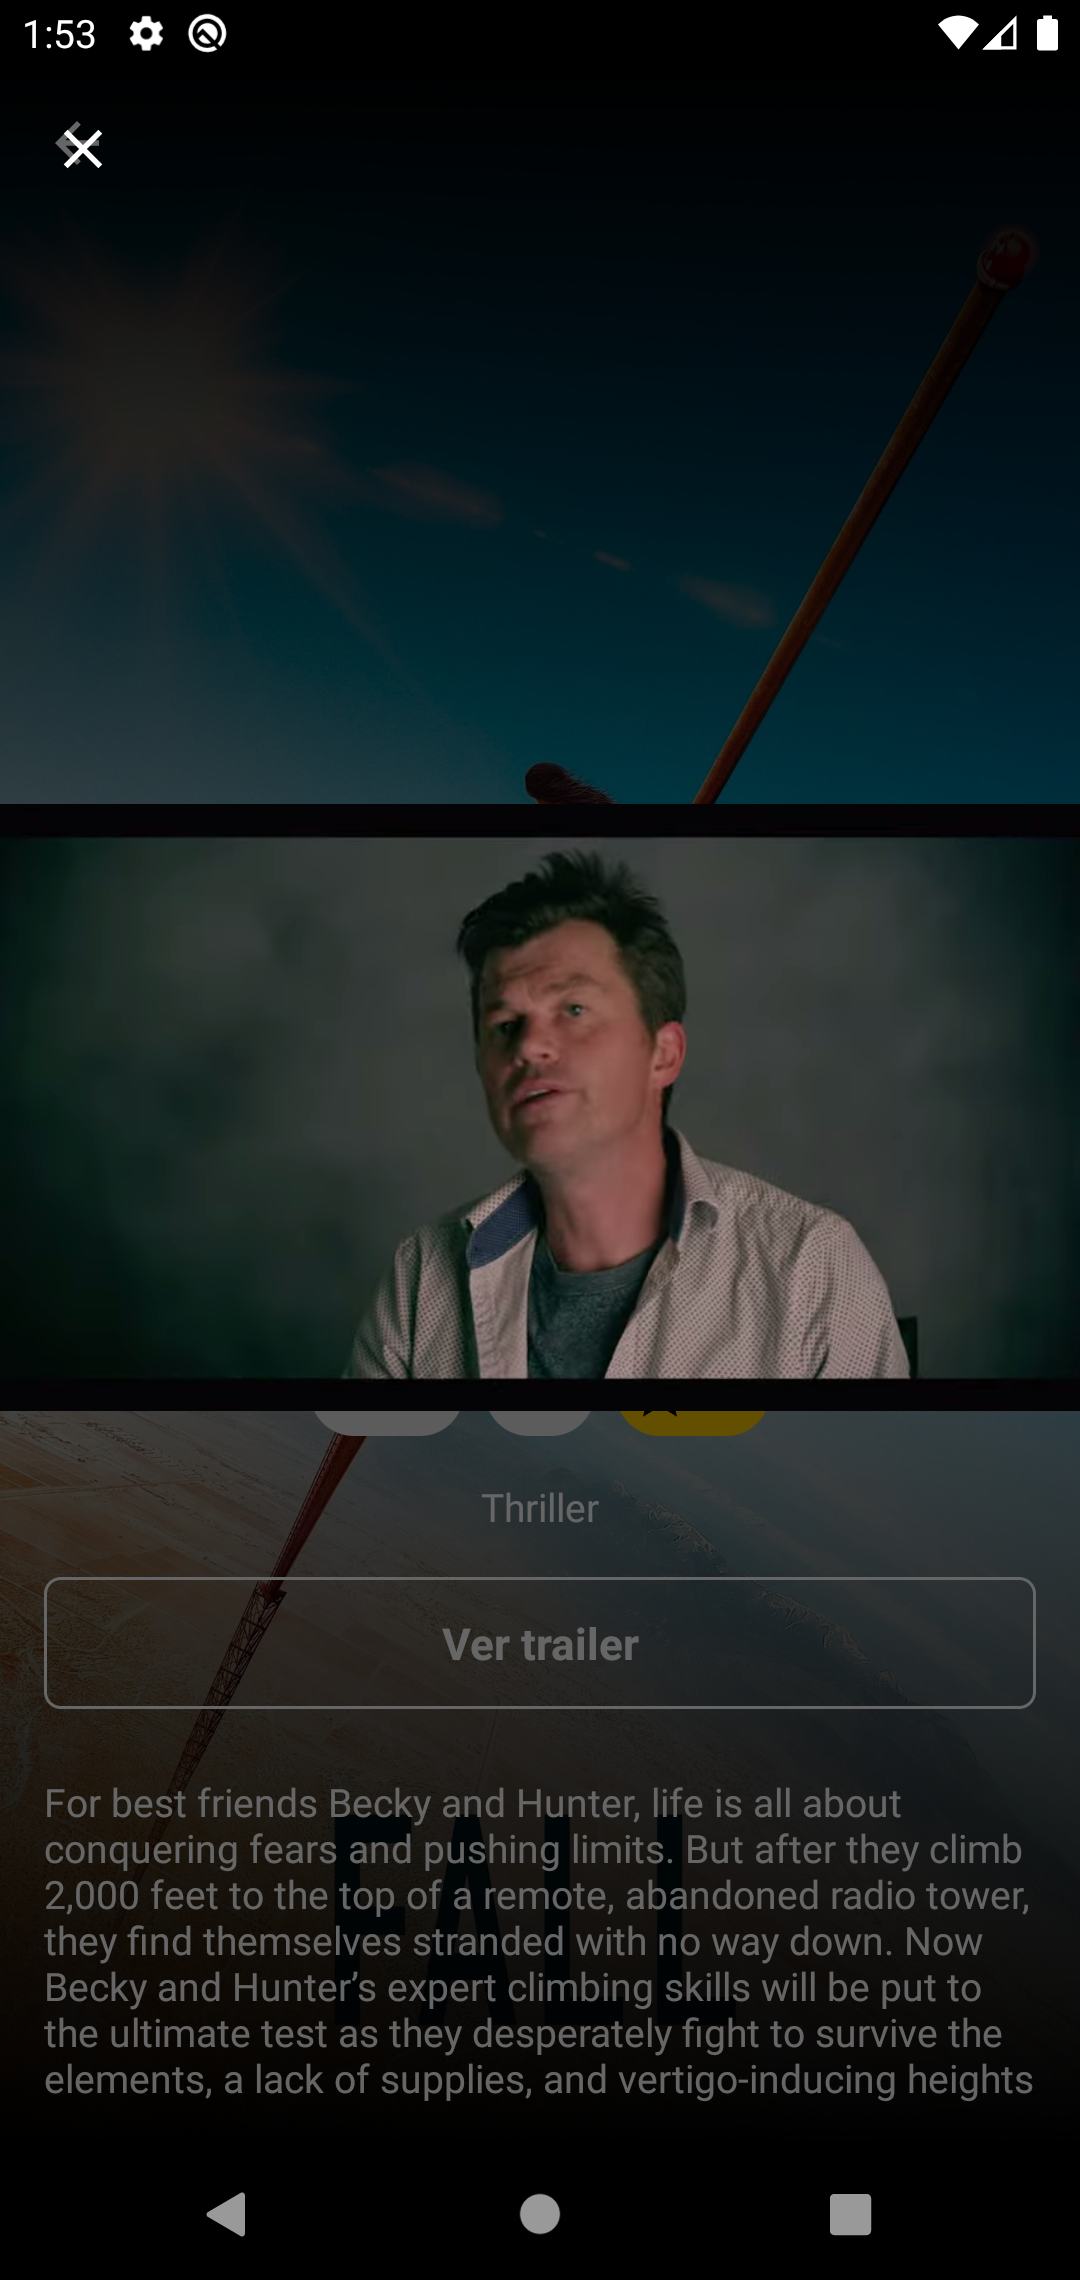 1:53
Thriller
Ver trailer
For best friends Becky and Hunter, life is all about
conquering fears and pushing limits. But after they climb
2,000 feet to the top of a remote, abandoned radio tower,
they find themselves stranded with no way down. Now
Becky and Hunter’s expert climbing skills will be put to
the ultimate test as they desperately fight to survive the
elements, a lack of supplies, and vertigo-inducing heights
FALL